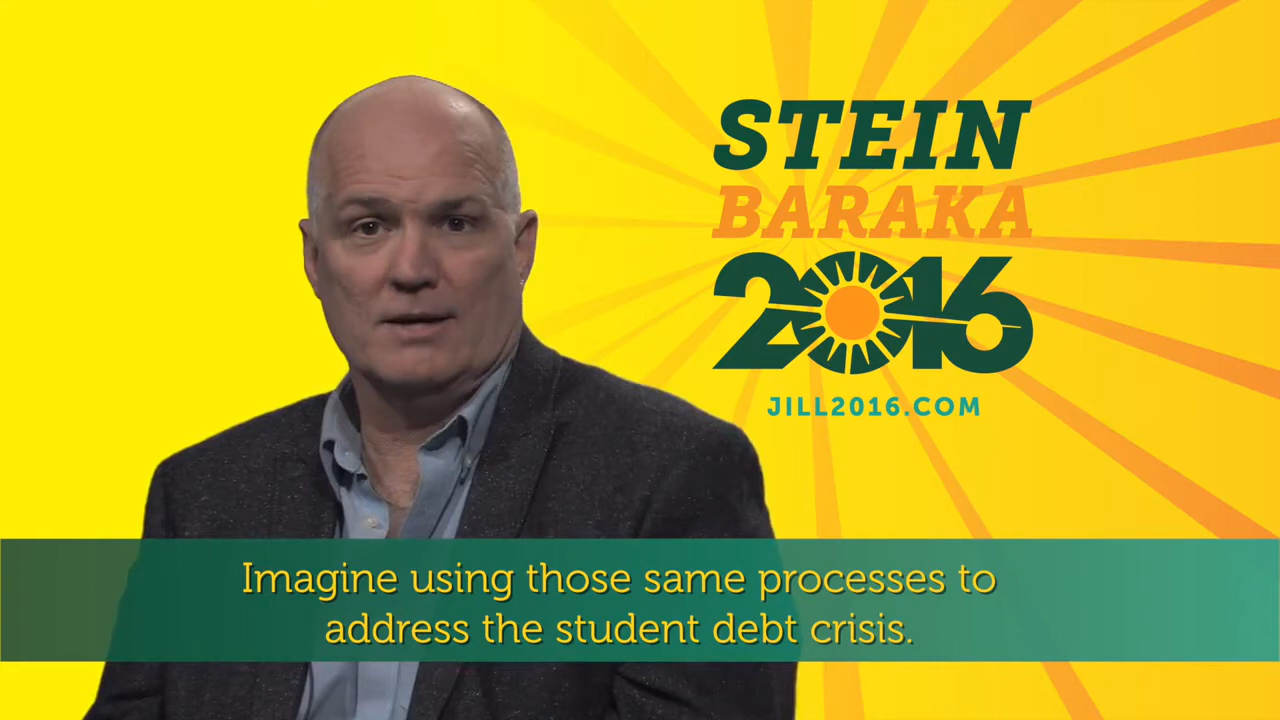 STEIN
BARAKA
2016
JILL2016.COM
Imagine using those same processes to
address the student debt crisis.